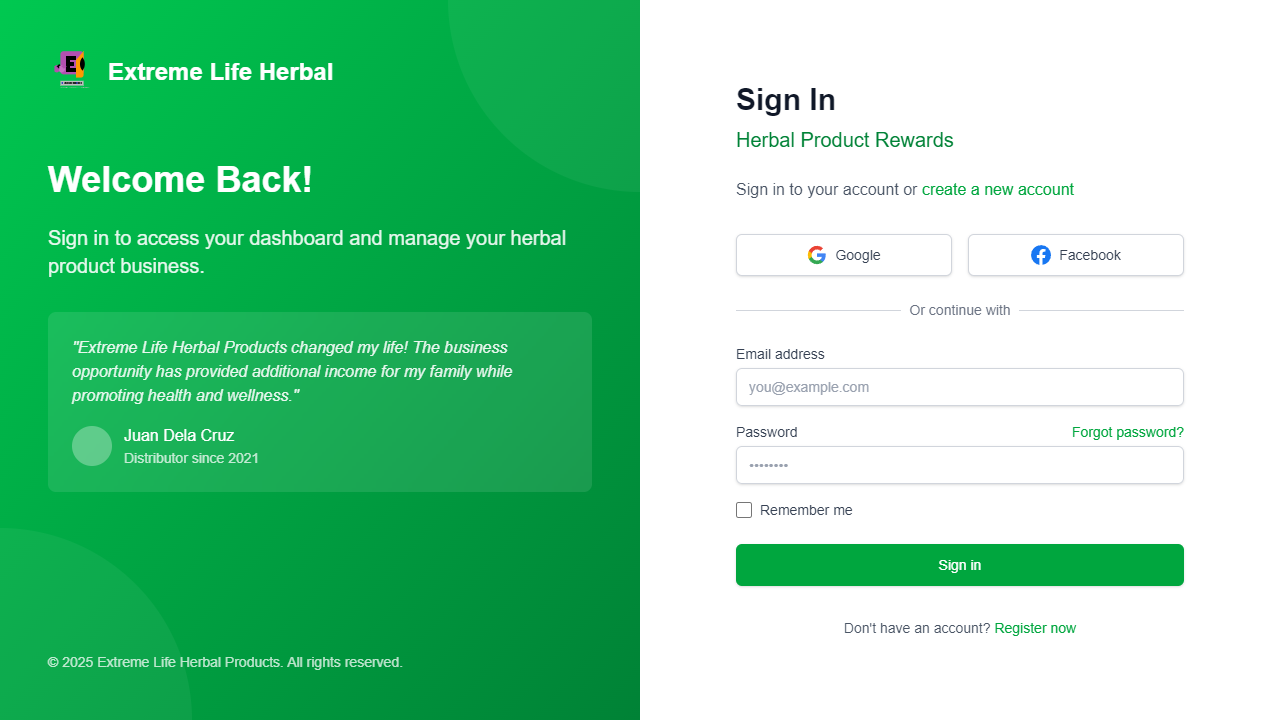 Extreme Life Herbal
Welcome Back!
Sign in to access your dashboard and manage your herbal
product business.
"Extreme Life Herbal Products changed my life! The business
opportunity has provided additional income for my family while
promoting health and wellness."
Juan Dela Cruz
Distributor since 2021
© 2025 Extreme Life Herbal Products. All rights reserved.
Sign In
Herbal Product Rewards
Sign in to your account or create a new account
Google
Facebook
Or continue with
Email address
you@example.com
Password
Forgot password?
••••••••
Remember me
Sign in
Don't have an account? Register now